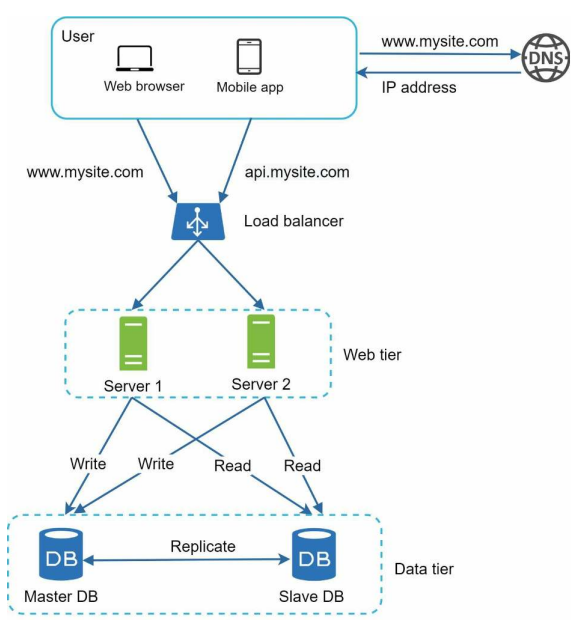 User
www.mysite.com
DNS
Web browser
Mobile app
IP address
www.mysite.com
api.mysite.com
Load balancer
Web tier
Server 1
Server 2
Write
Write
Read
Read
Replicate
DB
DB
Data tier
Master DB
Slave DB